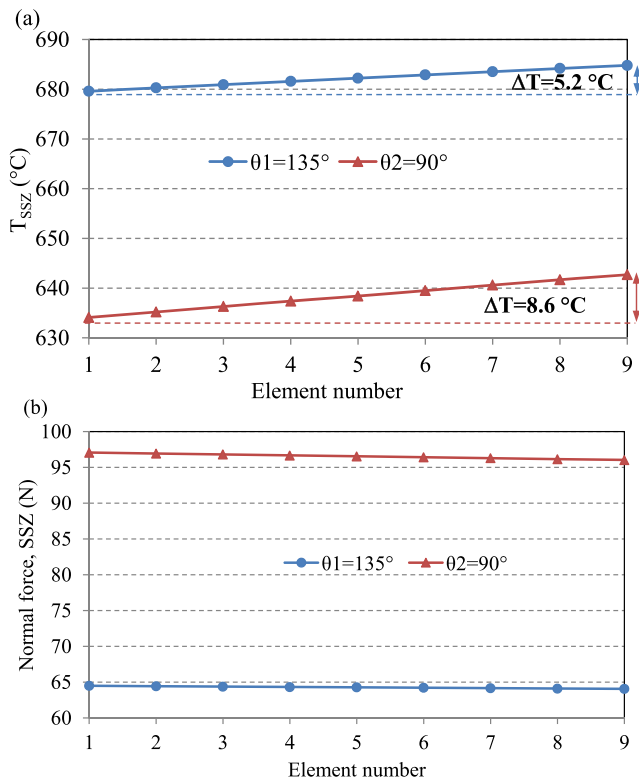 (a)
690
680
670
660
650
640
630
T_SSZ (°C)
ΔT=5.2 °C
θ1=135° θ2=90°
ΔT=8.6 °C
1 2 3 4 5 6 7 8 9
Element number
(b)
100
95
90
85
80
75
70
65
60
Normal force, SSZ (N)
θ1=135° θ2=90°
1 2 3 4 5 6 7 8 9
Element number